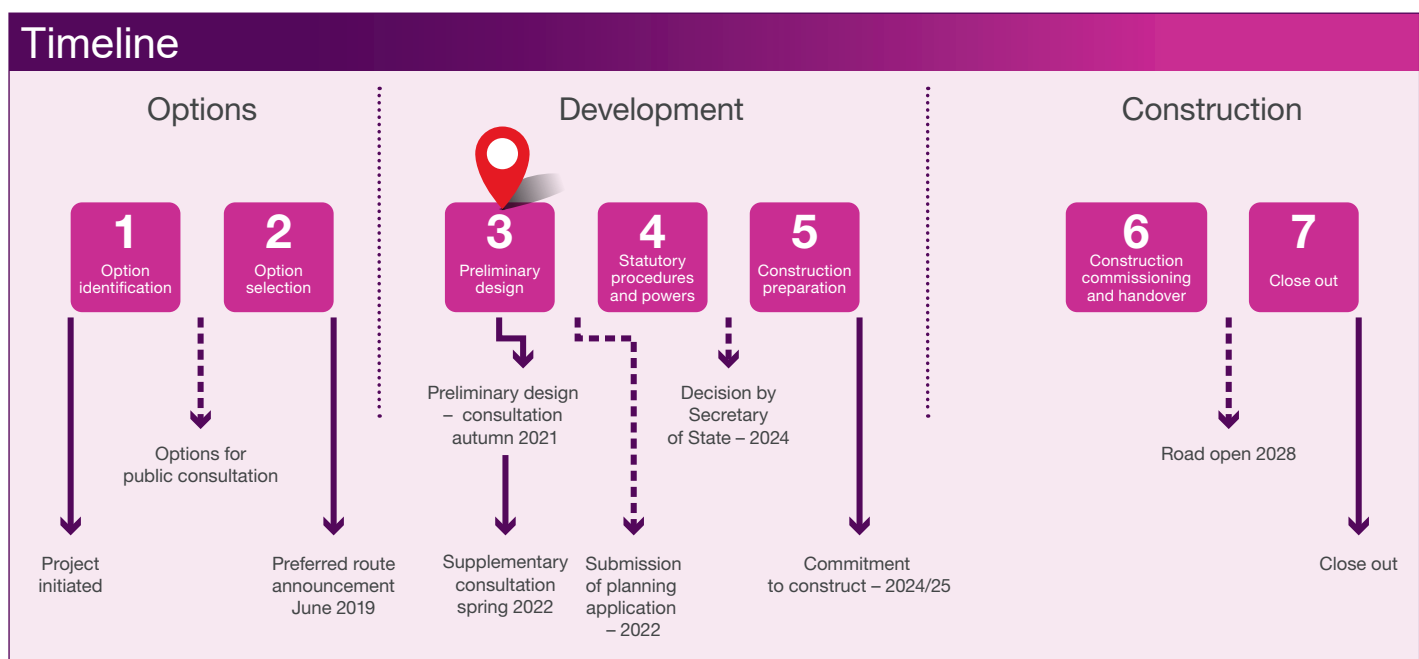 Timeline
Options
Development
Construction
1
Option
identification
2
Option
selection
3
Preliminary
design
4
Statutory
procedures
and powers
5
Construction
preparation
6
Construction
commissioning
and handover
7
Close out
Project
initiated
Options for
public consultation
Preferred route
announcement
June 2019
Preliminary design
– consultation
autumn 2021
Supplementary
consultation
spring 2022
Submission
of planning
application
– 2022
Decision by
Secretary
of State – 2024
Commitment
to construct – 2024/25
Road open 2028
Close out